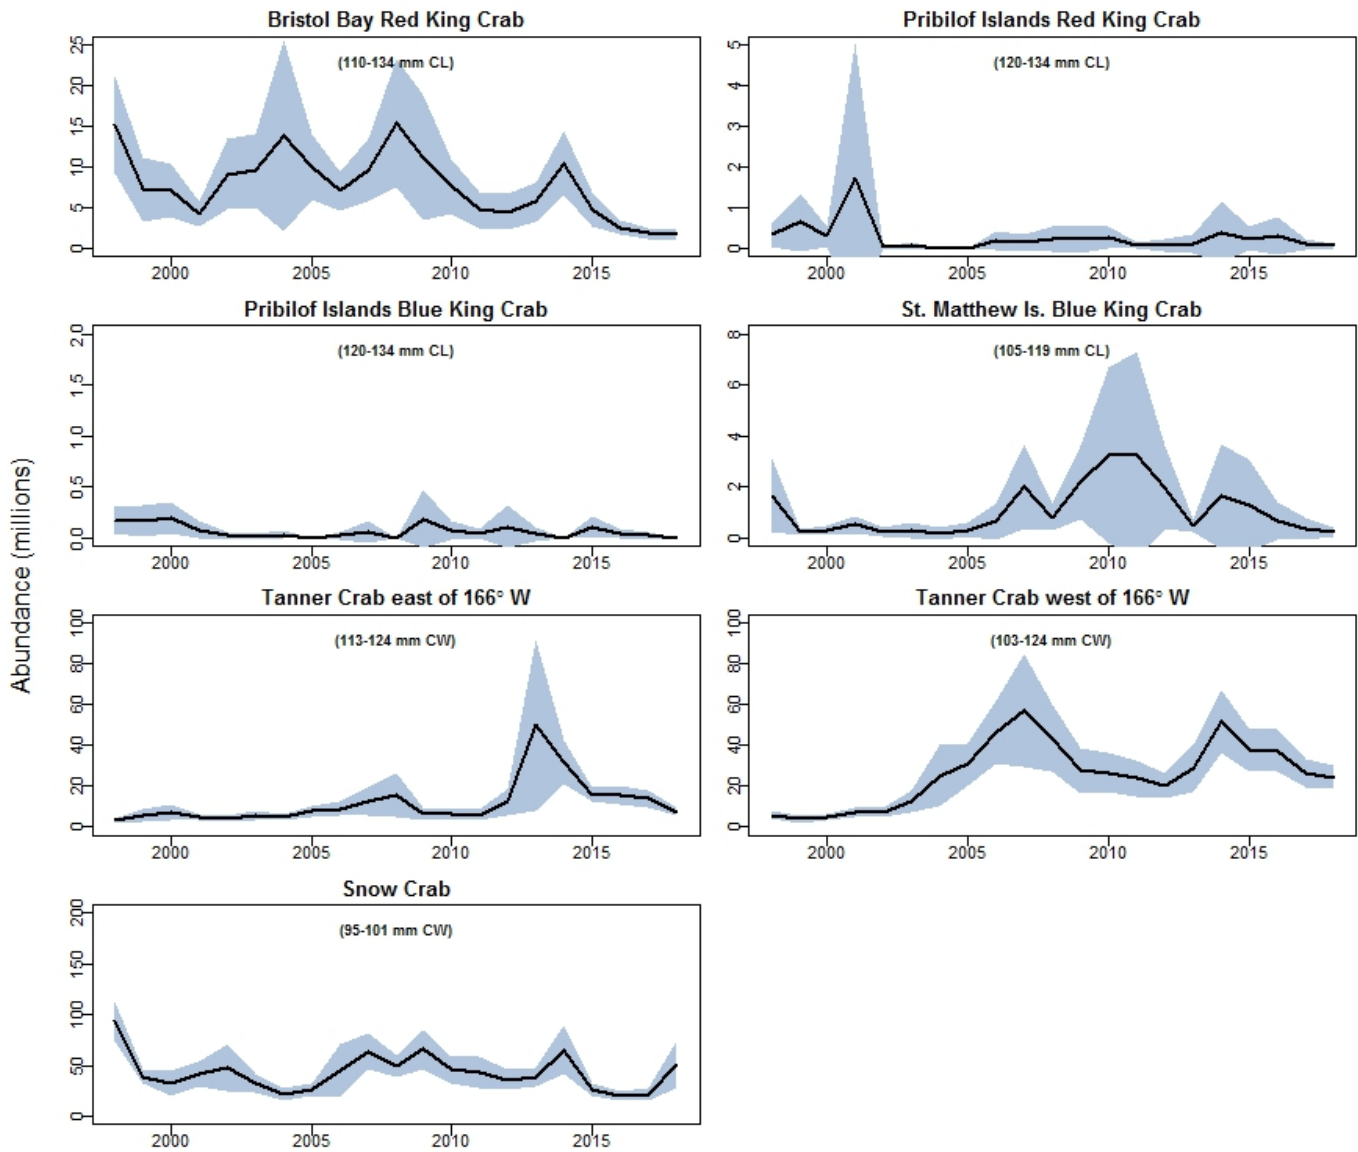 Bristol Bay Red King Crab
(110-134 mm CL)
25
20
15
10
5
0
2000 2005 2010 2015
Pribilof Islands Red King Crab
(120-134 mm CL)
5
4
3
2
1
0
2000 2005 2010 2015
Pribilof Islands Blue King Crab
(120-134 mm CL)
2.0
1.5
1.0
0.5
0.0
2000 2005 2010 2015
St. Matthew Is. Blue King Crab
(105-119 mm CL)
8
6
4
2
0
2000 2005 2010 2015
Abundance (millions)
Tanner Crab east of 166° W
(113-124 mm CW)
100
80
60
40
20
0
2000 2005 2010 2015
Tanner Crab west of 166° W
(103-124 mm CW)
100
80
60
40
20
0
2000 2005 2010 2015
Snow Crab
(95-101 mm CW)
200
150
100
50
0
2000 2005 2010 2015